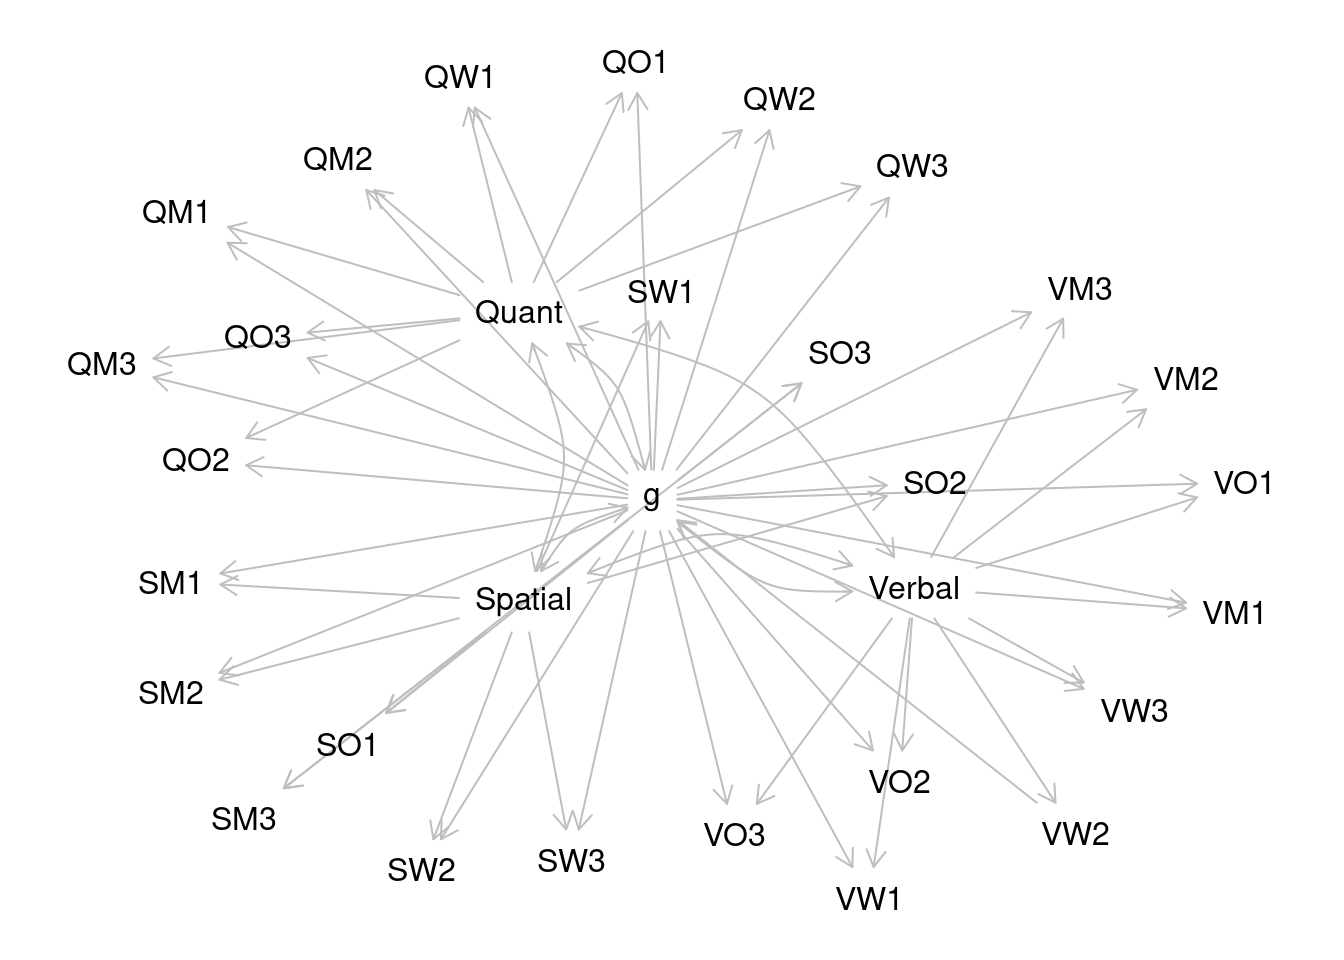 QO1
QW1
QW2
QM2
QW3
QM1
VM3
SW1
Quant
QO3
SO3
QM3
VM2
QO2
SO2
VO1
g
SM1
Verbal
Spatial
VM1
SM2
VW3
SO1
VO2
SM3
VO3
VW2
SW3
SW2
VW1